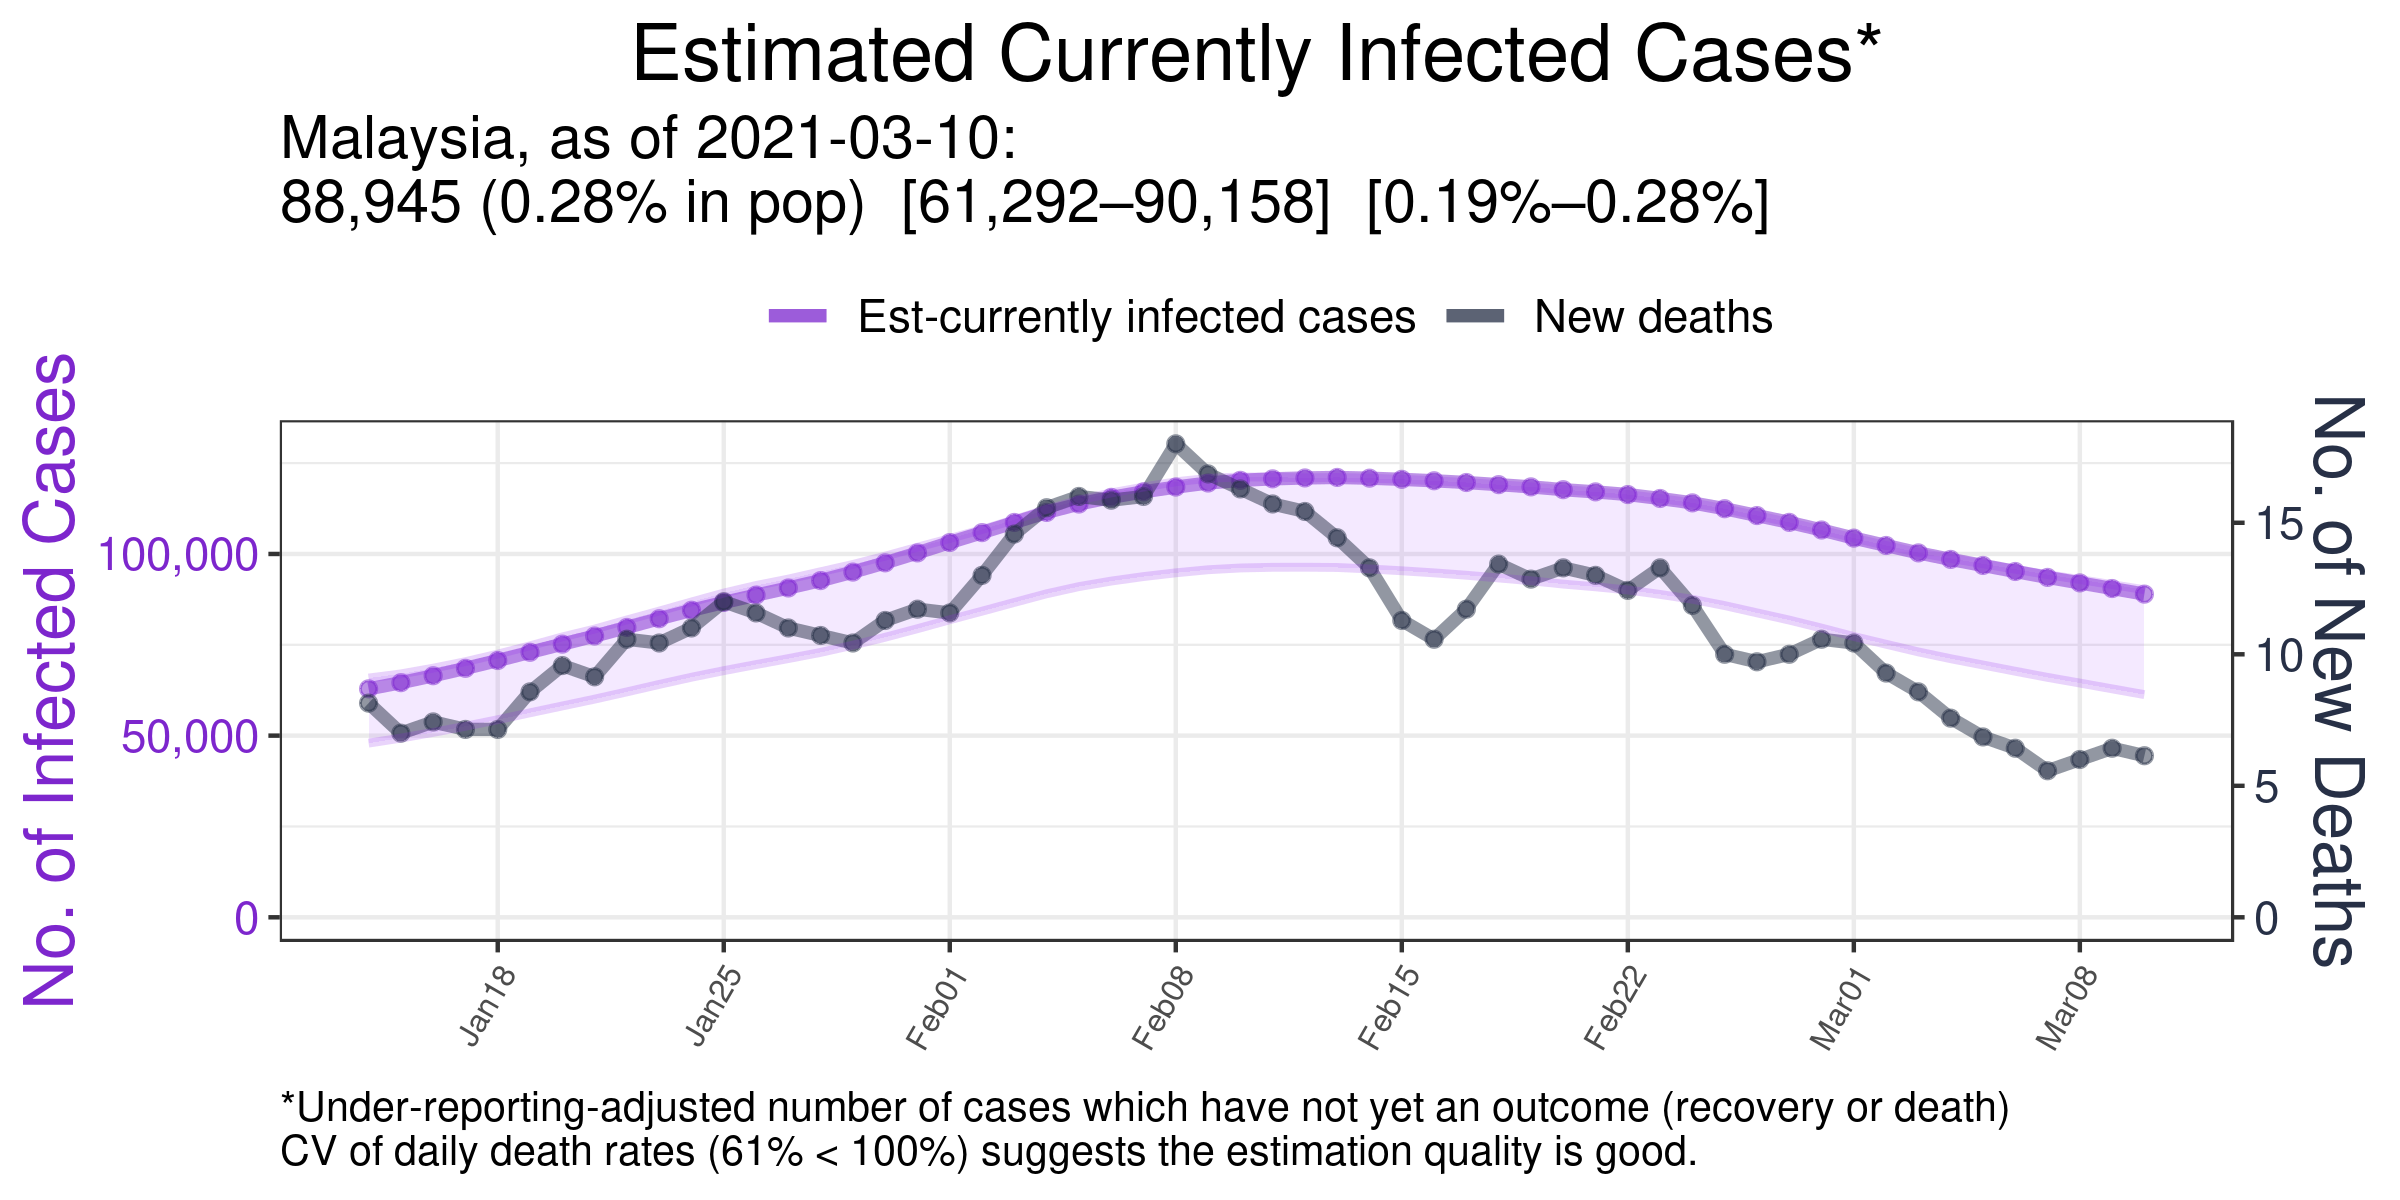 Estimated Currently Infected Cases*
Malaysia, as of 2021-03-10:
88,945 (0.28% in pop)  [61,292–90,158]  [0.19%–0.28%]
Est-currently infected cases
New deaths
No. of Infected Cases
100,000
50,000
0
15
10
5
0
No. of New Deaths
Jan18
Jan25
Feb01
Feb08
Feb15
Feb22
Mar01
Mar08
*Under-reporting-adjusted number of cases which have not yet an outcome (recovery or death)
CV of daily death rates (61% < 100%) suggests the estimation quality is good.